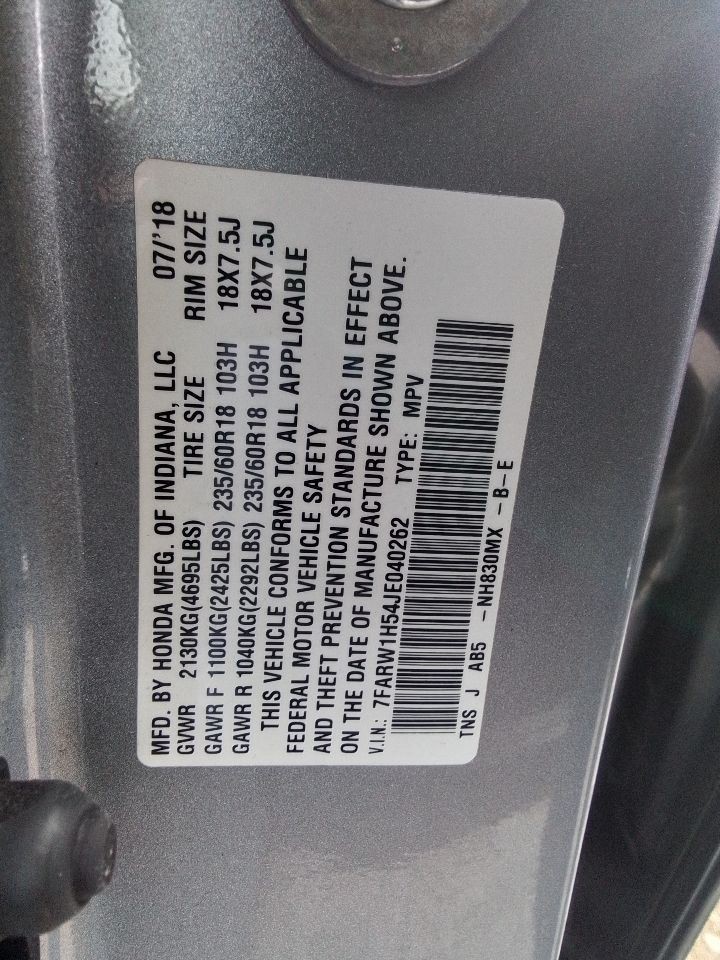 MFD. BY HONDA MFG. OF INDIANA, LLC 07/'18
GVWR 2130KG(4695LBS) TIRE SIZE RIM SIZE
GAWR F 1100KG(2425LBS) 235/60R18 103H 18X7.5J
GAWR R 1040KG(2292LBS) 235/60R18 103H 18X7.5J
THIS VEHICLE CONFORMS TO ALL APPLICABLE
FEDERAL MOTOR VEHICLE SAFETY
AND THEFT PREVENTION STANDARDS IN EFFECT
ON THE DATE OF MANUFACTURE SHOWN ABOVE.
V.I.N.: 7FARW1H54JE040262 TYPE: MPV
TNS J AB5 -NH830MX -B-E